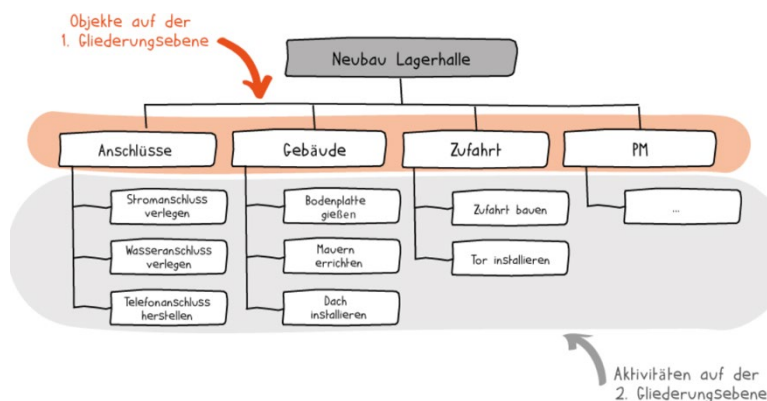 Objekte auf der
1. Gliederungsebene
Neubau Lagerhalle
Anschlüsse
Gebäude
Zufahrt
PM
Stromanschluss
verlegen
Wasseranschluss
verlegen
Telefonanschluss
herstellen
Bodenplatte
gießen
Mauern
errichten
Dach
installieren
Zufahrt bauen
Tor installieren
...
Aktivitäten auf der
2. Gliederungsebene